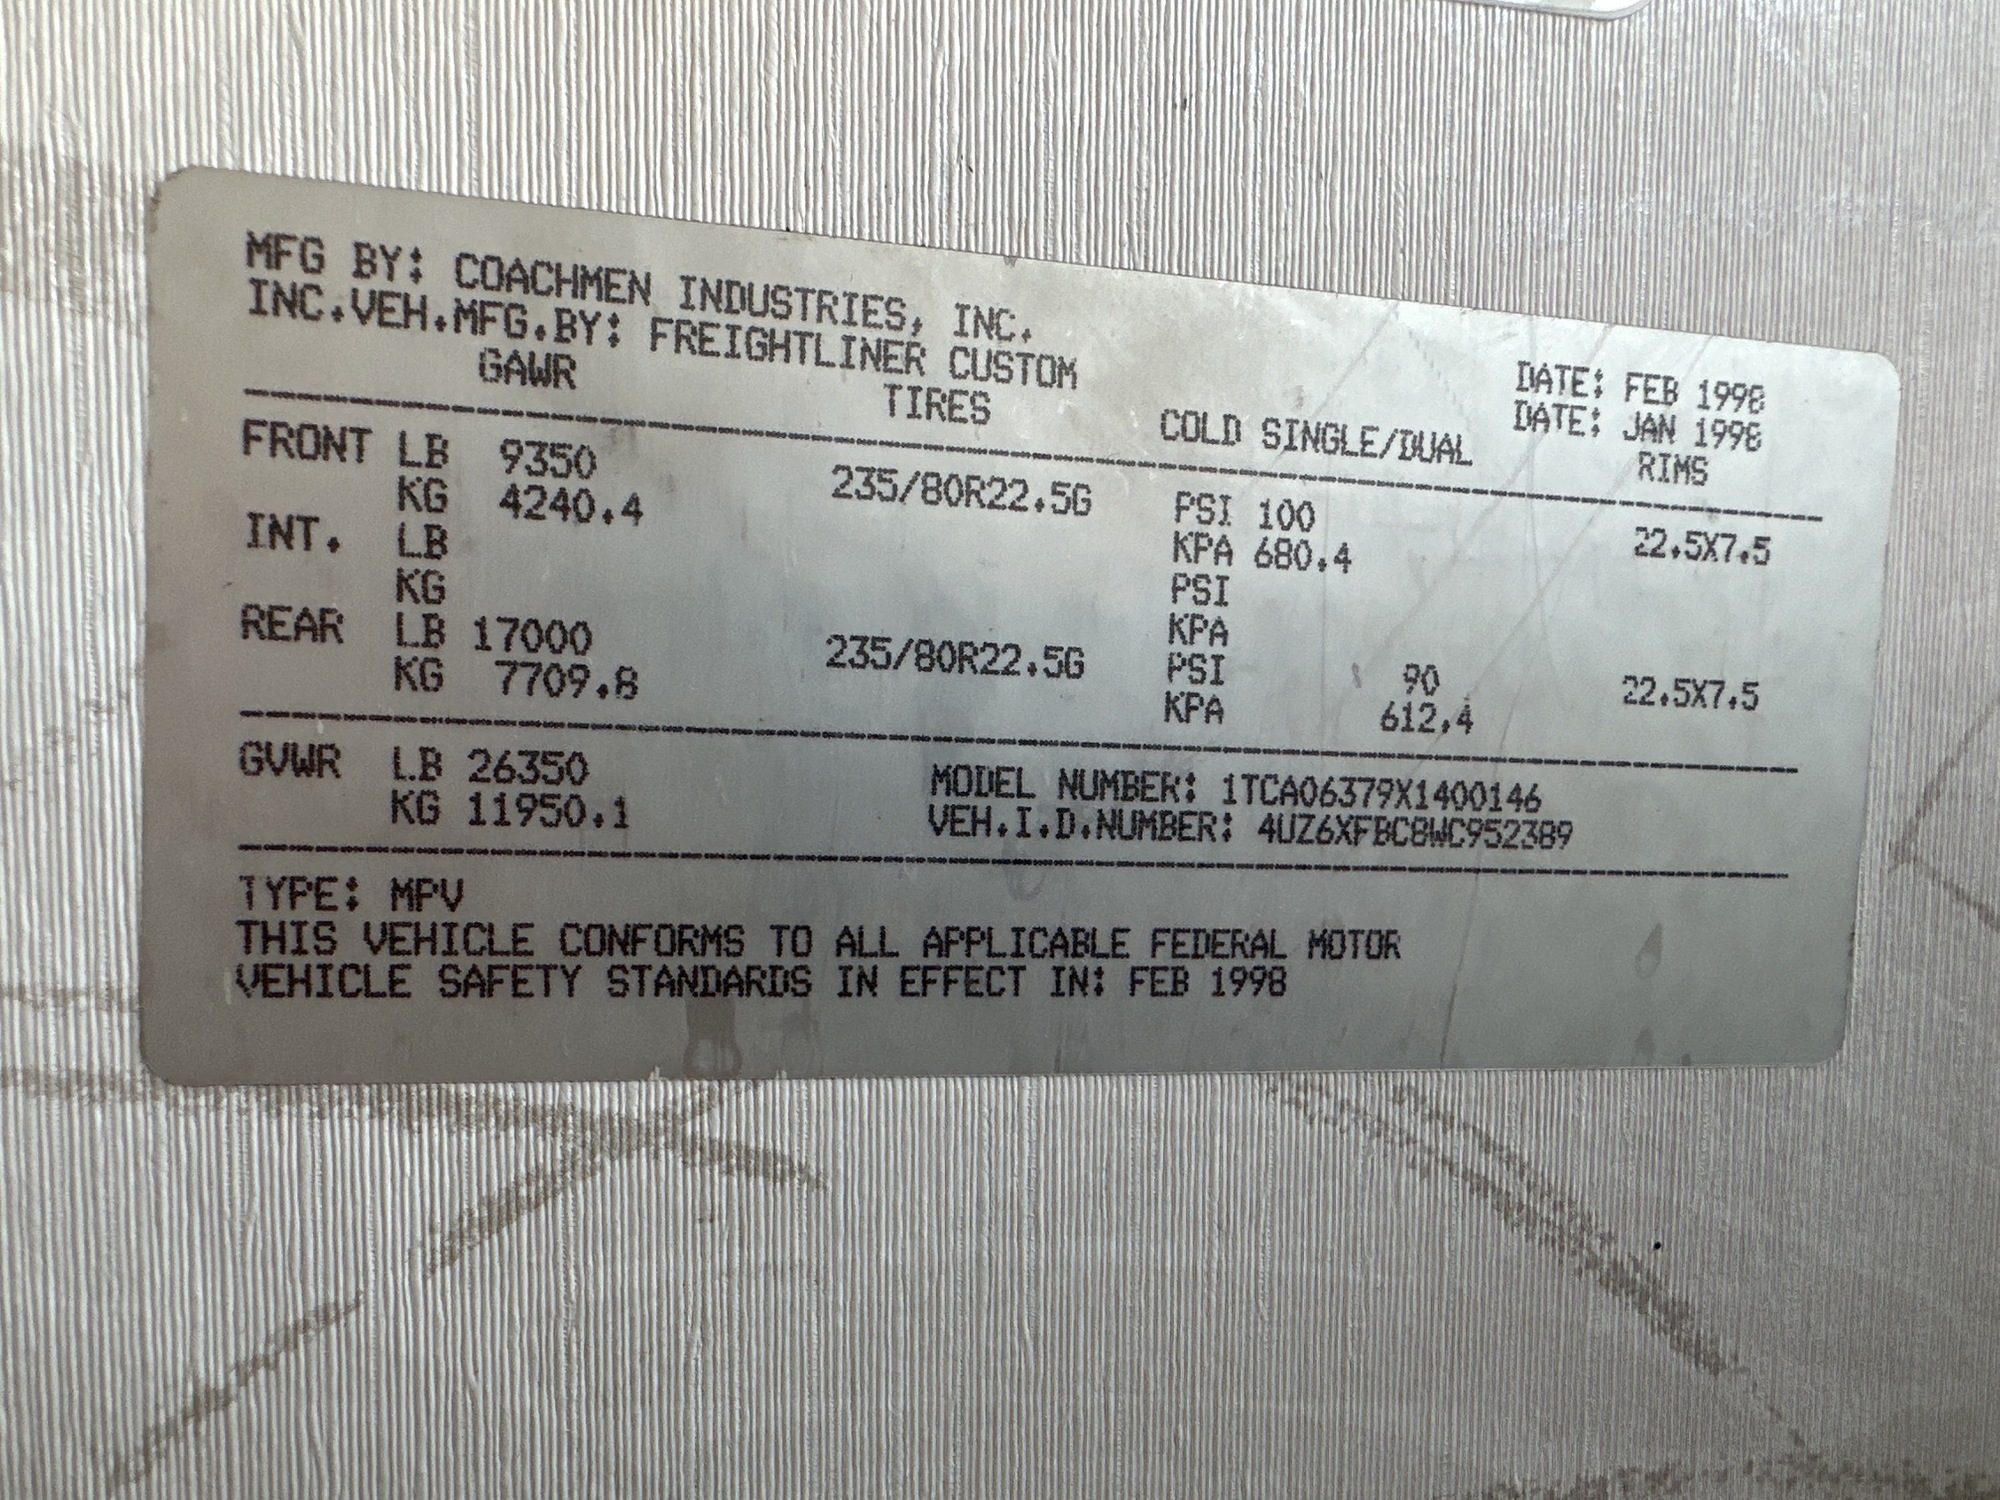 MFG BY: COACHMEN INDUSTRIES, INC. DATE: FEB 1998
INC.VEH.MFG.BY: FREIGHTLINER CUSTOM DATE: JAN 1998
GAWR TIRES COLD SINGLE/DUAL RIMS
FRONT LB 9350 235/80R22.5G PSI 100 22.5X7.5
KG 4240.4 KPA 680.4
INT. LB PSI
KG KPA
REAR LB 17000 235/80R22.5G PSI 90 22.5X7.5
KG 7709.8 KPA 612.4
GVWR LB 26350 MODEL NUMBER: 1TCA06379X1400146
KG 11950.1 VEH.I.D.NUMBER: 4UZ6XFBC8WC952389
TYPE: MPV
THIS VEHICLE CONFORMS TO ALL APPLICABLE FEDERAL MOTOR
VEHICLE SAFETY STANDARDS IN EFFECT IN: FEB 1998